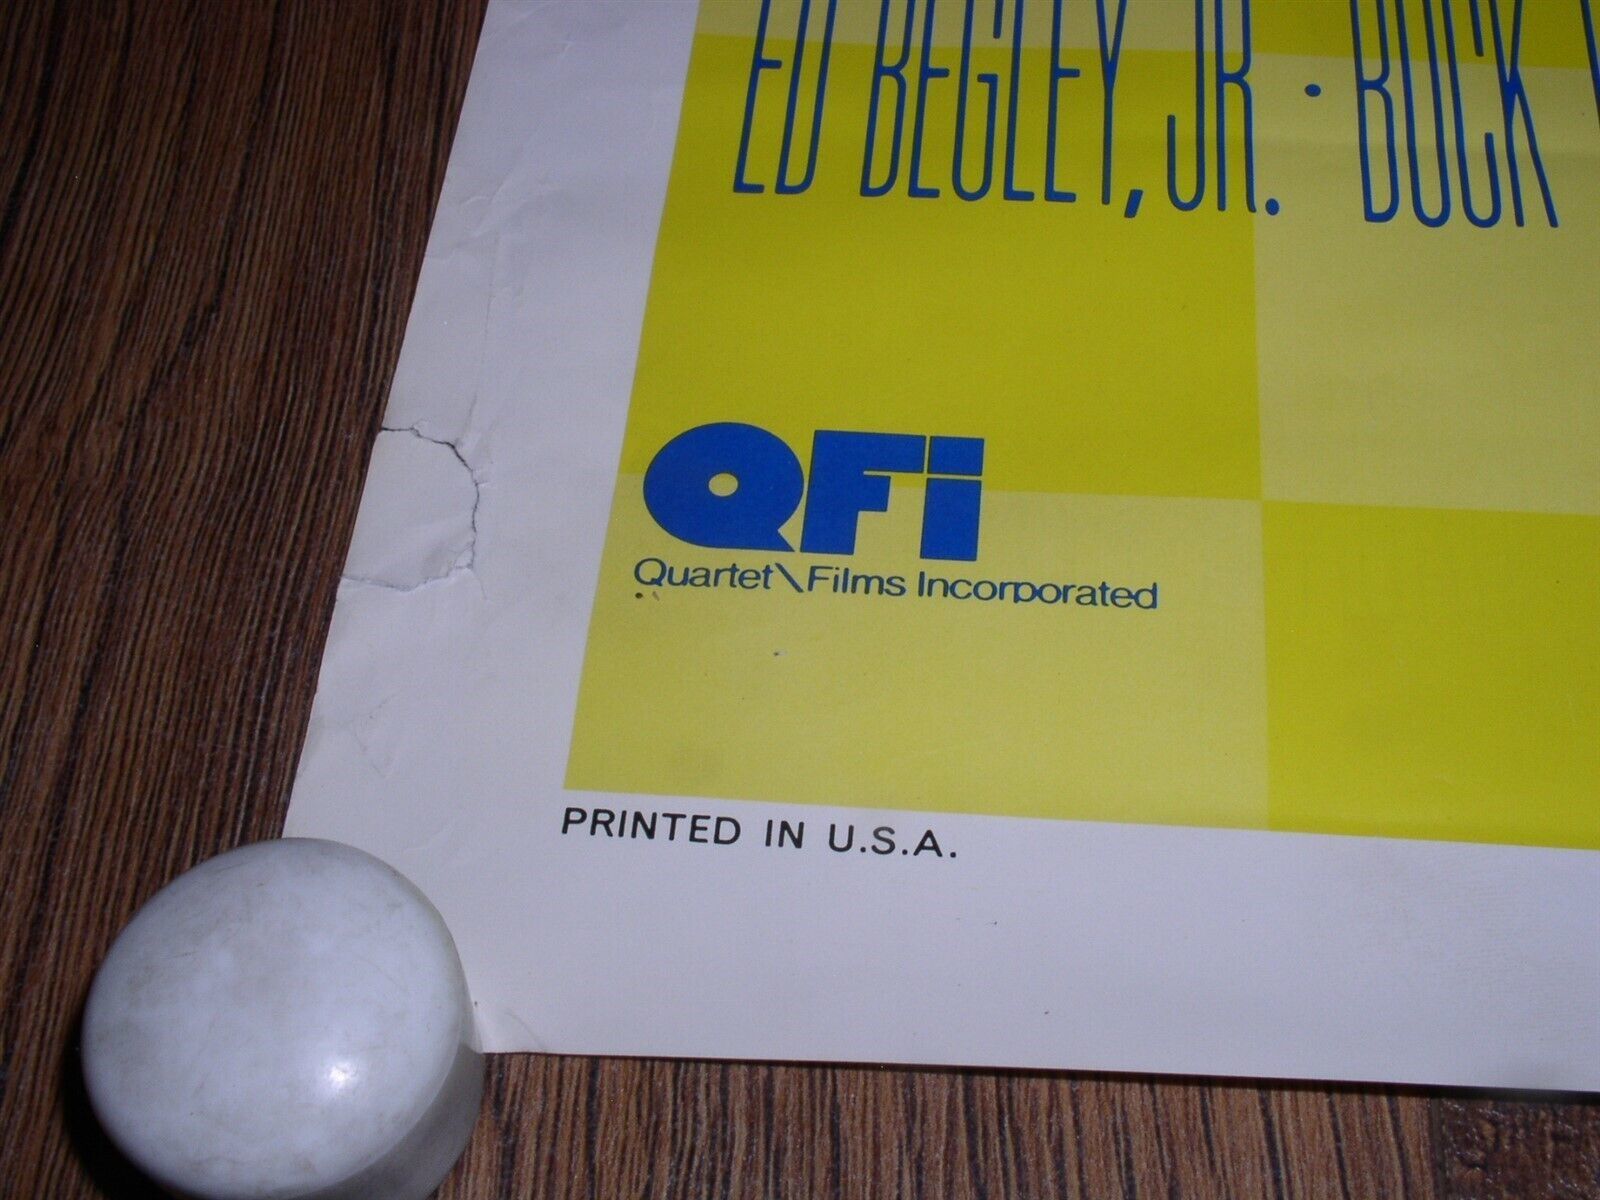 ED BEGLEY, JR. · BUCK
QFi
Quartet\Films Incorporated
PRINTED IN U.S.A.